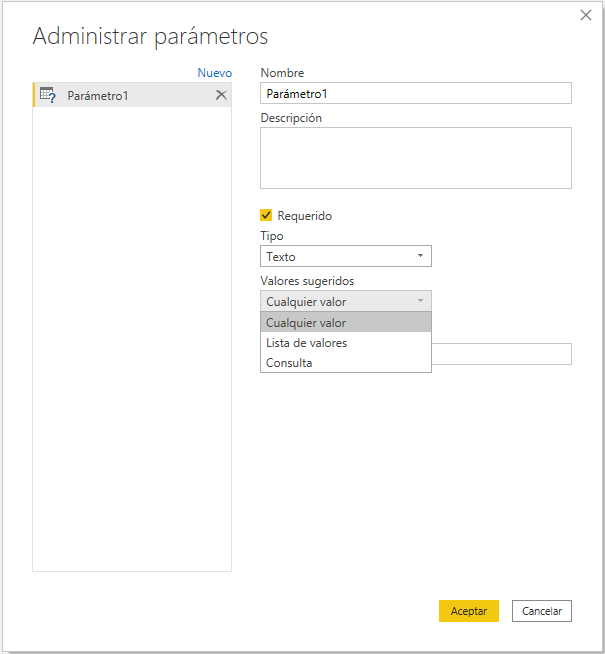 Administrar parámetros
Nuevo
Parámetro1
Nombre
Parámetro1
Descripción
Requerido
Tipo
Texto
Valores sugeridos
Cualquier valor
Cualquier valor
Lista de valores
Consulta
Aceptar
Cancelar